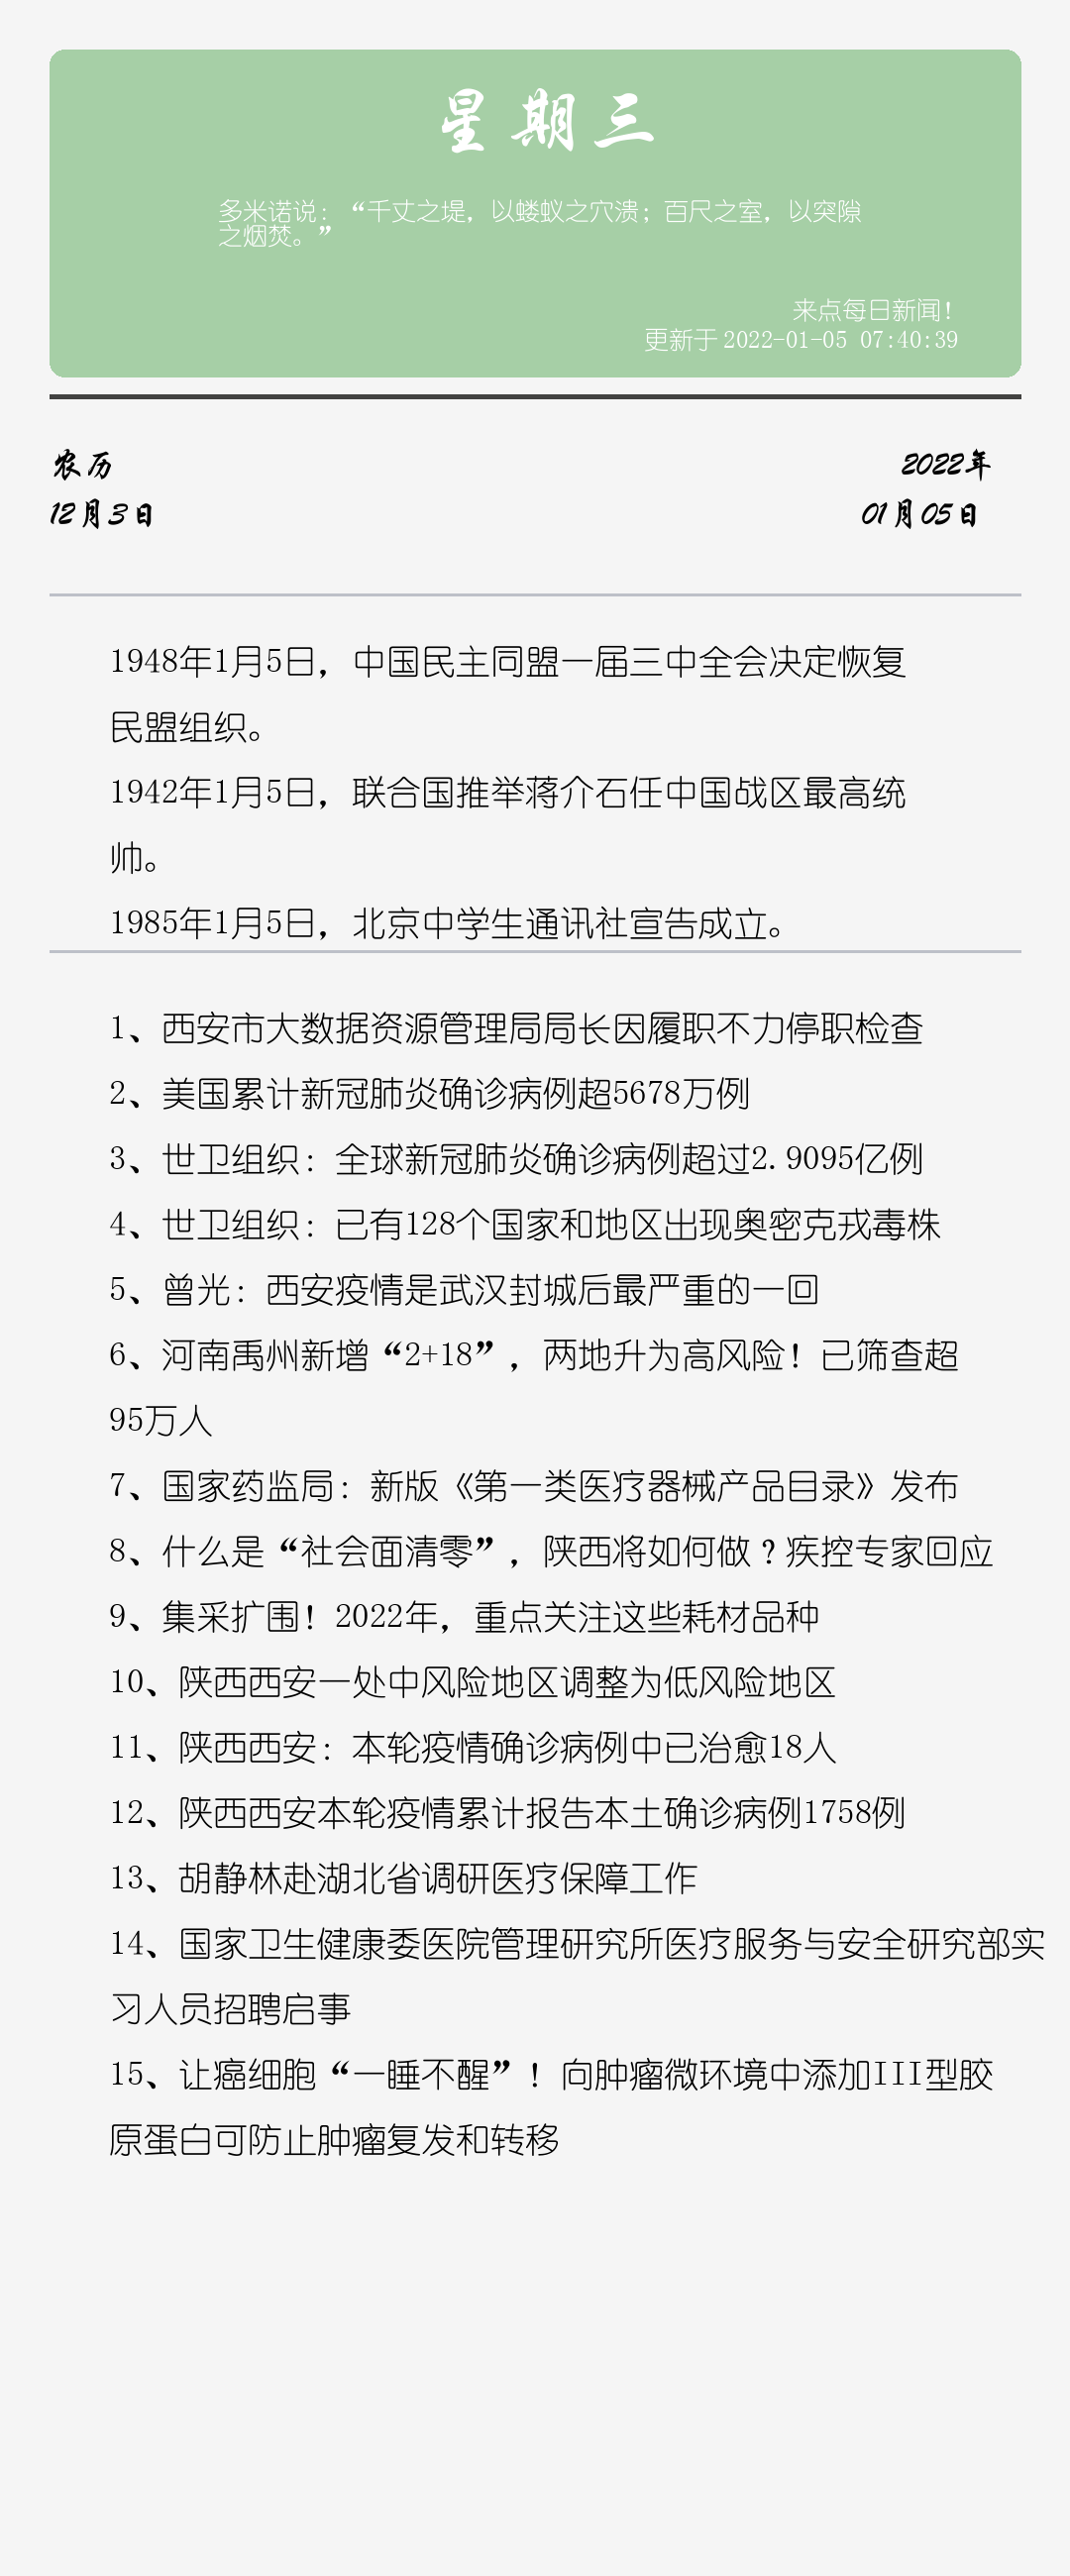 星期三
多米诺说：“千丈之堤，以蝼蚁之穴溃；百尺之室，以突隙
之烟焚。”
来点每日新闻！
更新于 2022-01-05 07:40:39
农历
2022年
12月3日
01月05日
1948年1月5日，中国民主同盟一届三中全会决定恢复
民盟组织。
1942年1月5日，联合国推举蒋介石任中国战区最高统
帅。
1985年1月5日，北京中学生通讯社宣告成立。
1、西安市大数据资源管理局局长因履职不力停职检查
2、美国累计新冠肺炎确诊病例超5678万例
3、世卫组织：全球新冠肺炎确诊病例超过2.9095亿例
4、世卫组织：已有128个国家和地区出现奥密克戎毒株
5、曾光：西安疫情是武汉封城后最严重的一回
6、河南禹州新增“2+18”，两地升为高风险！已筛查超
95万人
7、国家药监局：新版《第一类医疗器械产品目录》发布
8、什么是“社会面清零”，陕西将如何做？疾控专家回应
9、集采扩围！2022年，重点关注这些耗材品种
10、陕西西安一处中风险地区调整为低风险地区
11、陕西西安：本轮疫情确诊病例中已治愈18人
12、陕西西安本轮疫情累计报告本土确诊病例1758例
13、胡静林赴湖北省调研医疗保障工作
14、国家卫生健康委医院管理研究所医疗服务与安全研究部实
习人员招聘启事
15、让癌细胞“一睡不醒”！向肿瘤微环境中添加III型胶
原蛋白可防止肿瘤复发和转移